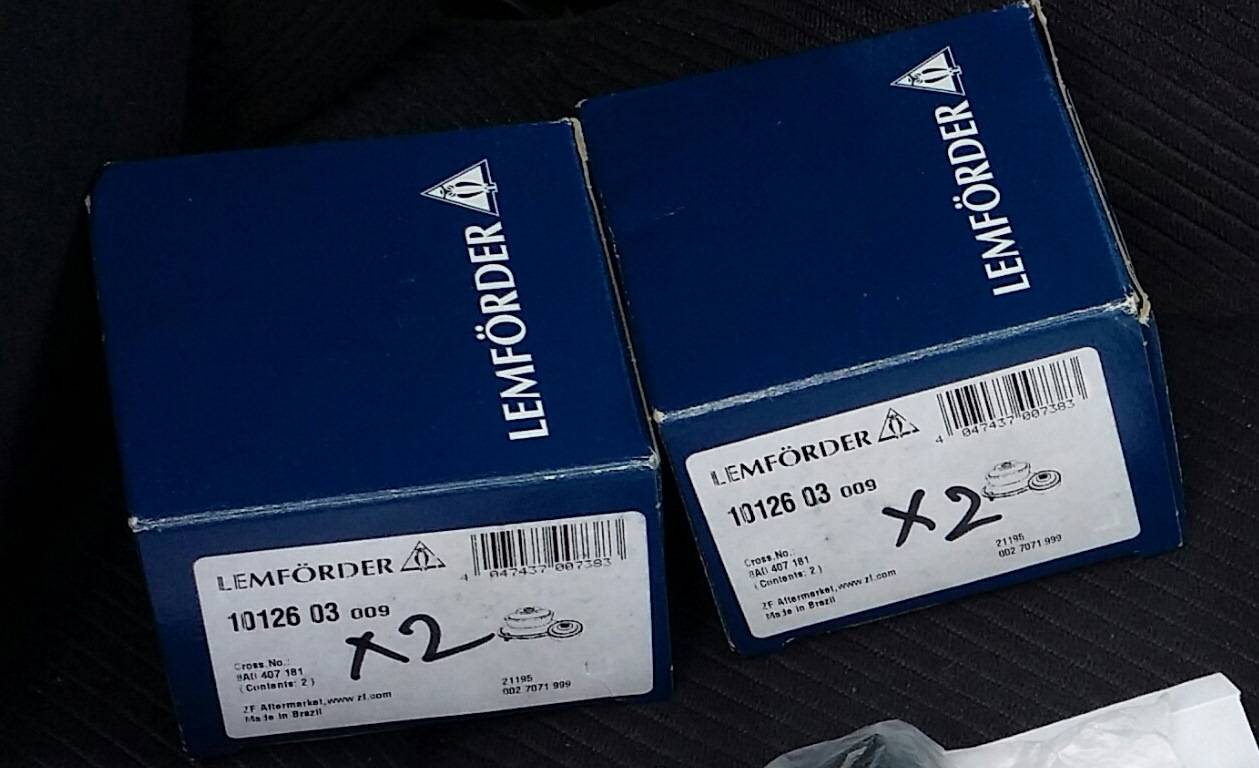 LEMFÖRDER
LEMFÖRDER
4 047437 007383
10126 03 009
X2
Cross.No.:
8A0 407 181
(Contents: 2)
21195
002 7071 999
ZF Aftermarket,www.zf.com
Made in Brazil
LEMFÖRDER
LEMFÖRDER
4 047437 007383
10126 03 009
X2
Cross.No.:
8A0 407 181
(Contents: 2)
21195
002 7071 999
ZF Aftermarket,www.zf.com
Made in Brazil